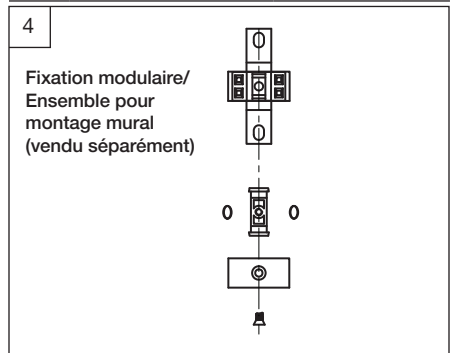 4
Fixation modulaire/
Ensemble pour
montage mural
(vendu séparément)